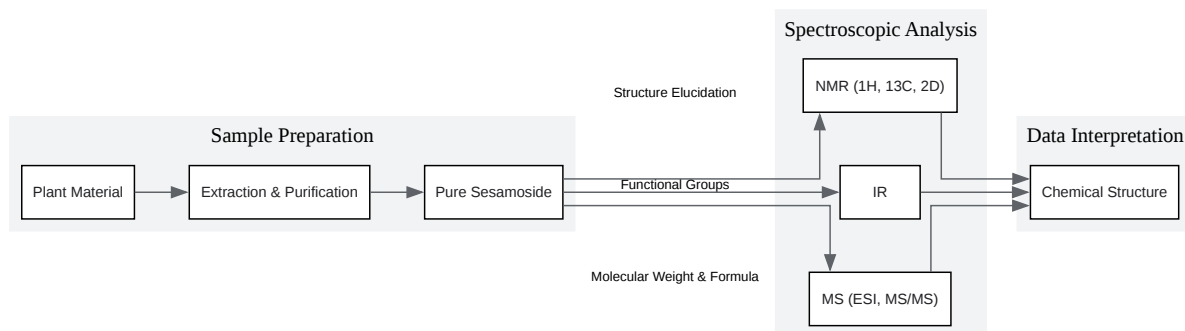 Spectroscopic Analysis
NMR (1H, 13C, 2D)
Structure Elucidation
Sample Preparation
Data Interpretation
Plant Material
Extraction & Purification
Pure Sesamoside
Functional Groups
IR
Chemical Structure
Molecular Weight & Formula
MS (ESI, MS/MS)